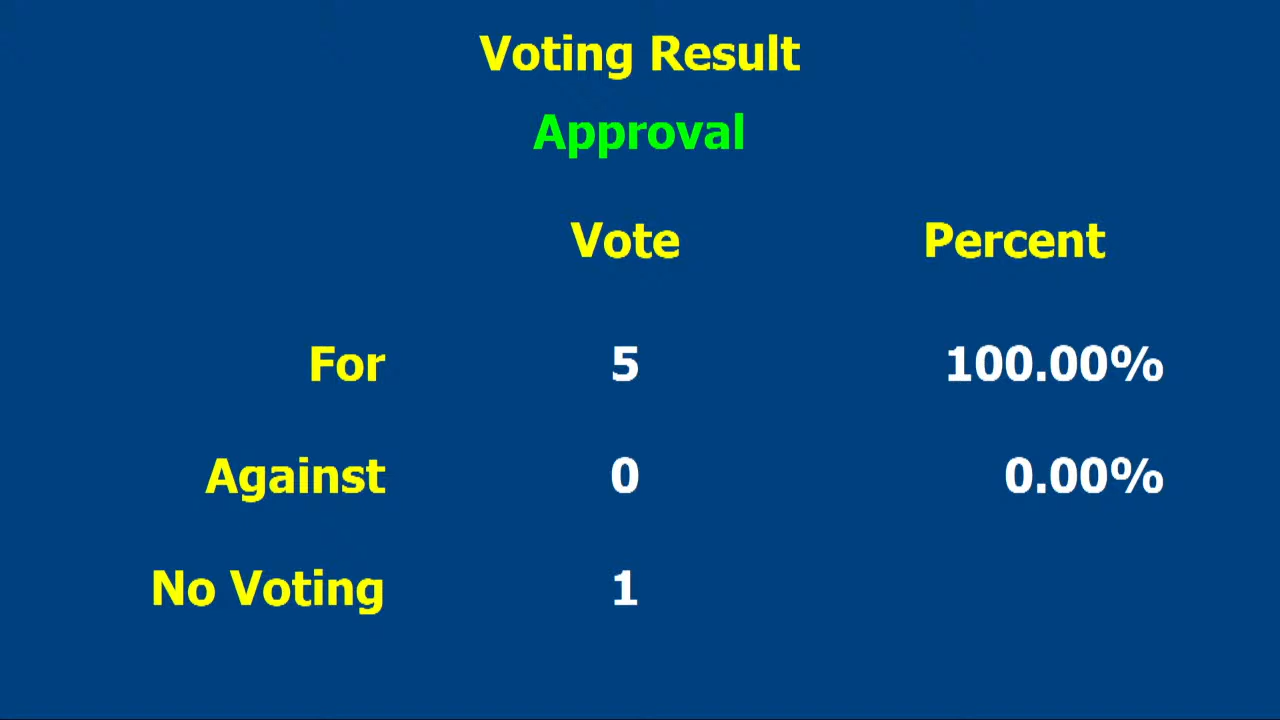 Voting Result
Approval
Vote Percent
For 5 100.00%
Against 0 0.00%
No Voting 1